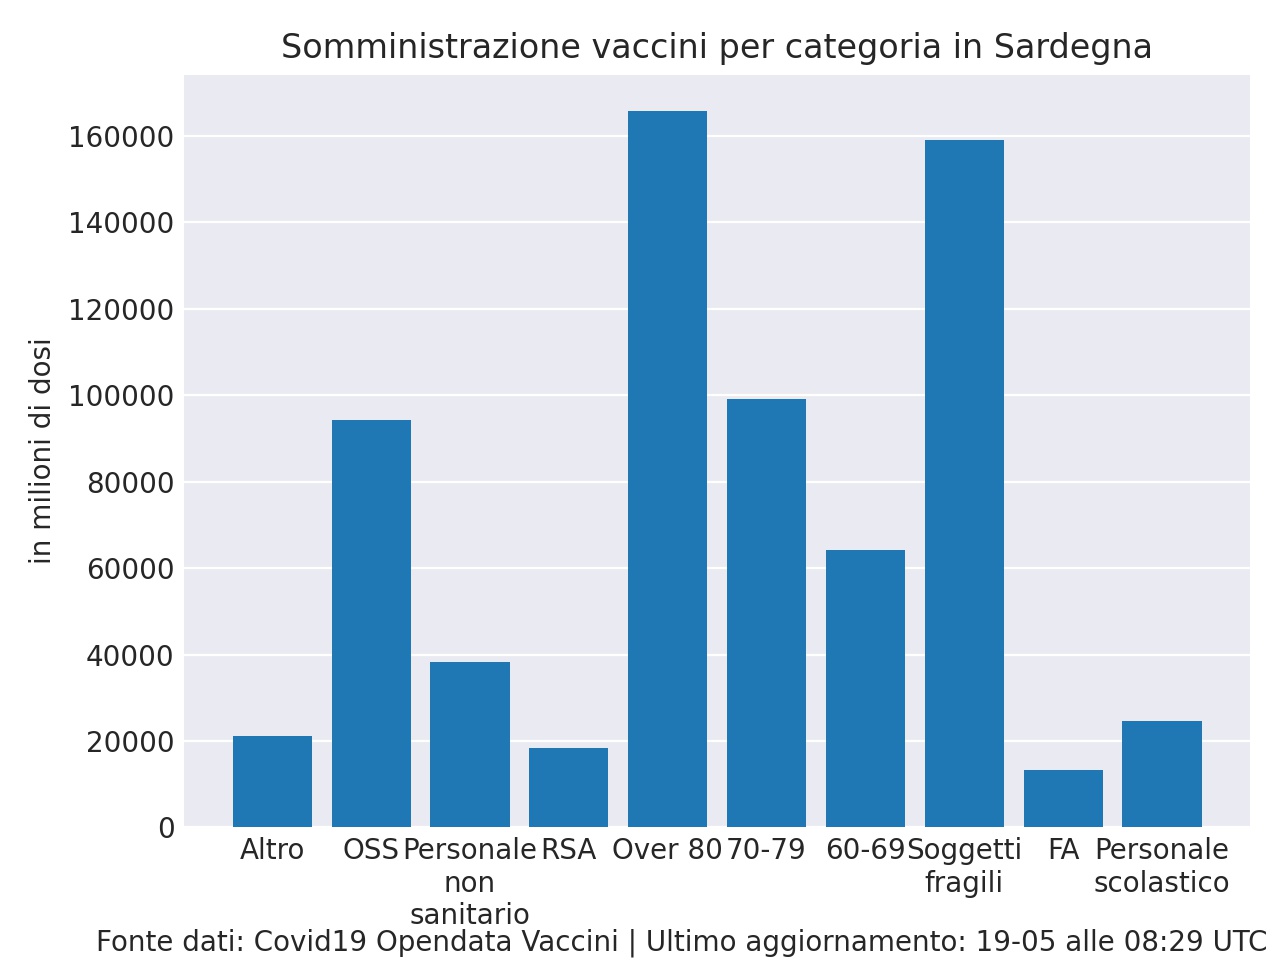 Somministrazione vaccini per categoria in Sardegna
in milioni di dosi
160000
140000
120000
100000
80000
60000
40000
20000
0
Altro
OSS
Personale
non
sanitario
RSA
Over 80
70-79
60-69
Soggetti
fragili
FA
Personale
scolastico
Fonte dati: Covid19 Opendata Vaccini | Ultimo aggiornamento: 19-05 alle 08:29 UTC